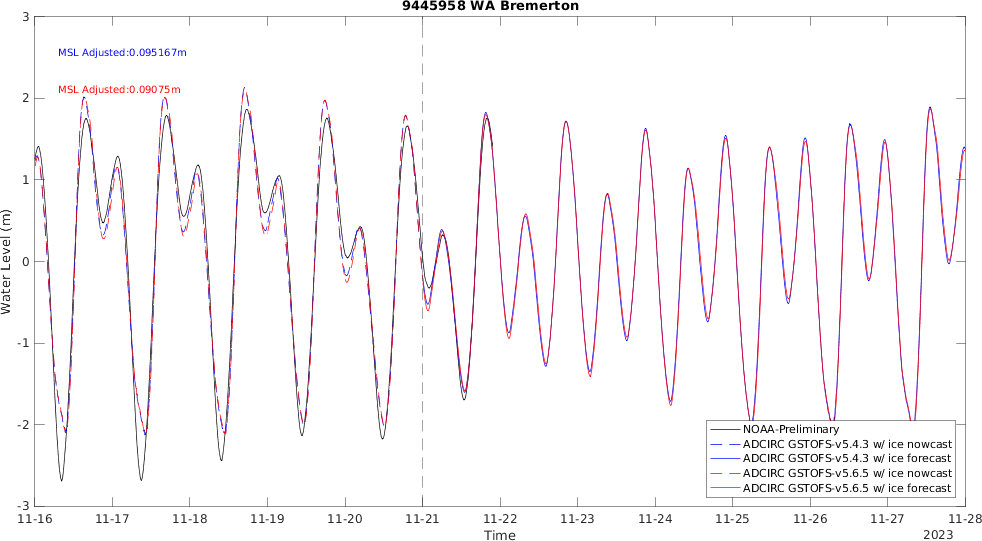 9445958 WA Bremerton
3
MSL Adjusted:0.095167m
MSL Adjusted:0.09075m
2
1
0
-1
-2
-3
Water Level (m)
NOAA-Preliminary
ADCIRC GSTOFS-v5.4.3 w/ ice nowcast
ADCIRC GSTOFS-v5.4.3 w/ ice forecast
ADCIRC GSTOFS-v5.6.5 w/ ice nowcast
ADCIRC GSTOFS-v5.6.5 w/ ice forecast
11-16 11-17 11-18 11-19 11-20 11-21 11-22 11-23 11-24 11-25 11-26 11-27 11-28
Time
2023